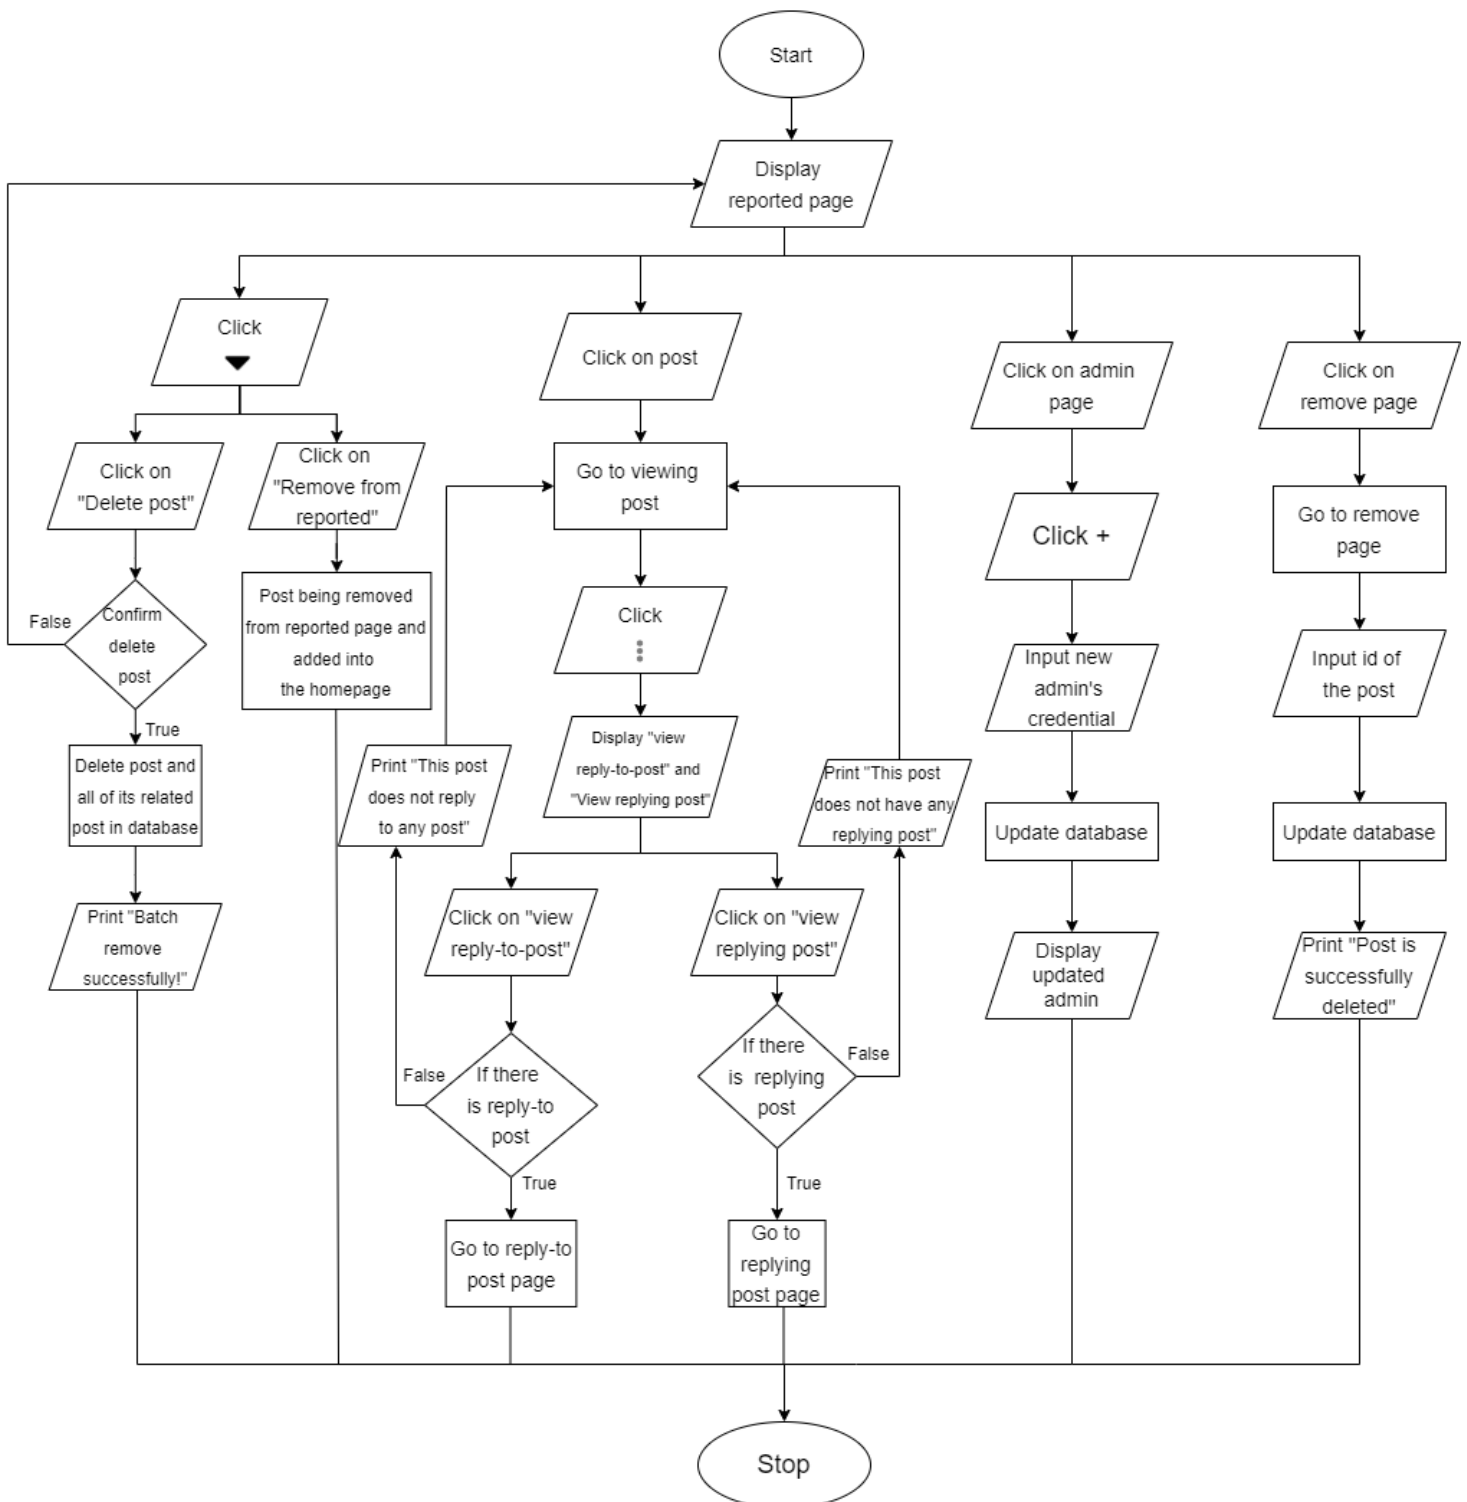 Start
Display
reported page
Click
Click on post
Click on admin
page
Click on
remove page
Click on
"Delete post"
Click on
"Remove from
reported"
Go to viewing
post
Click +
Go to remove
page
False
Confirm
delete
post
True
Post being removed
from reported page and
added into
the homepage
Click
Input new
admin's
credential
Input id of
the post
Delete post and
all of its related
post in database
Print "This post
does not reply
to any post"
Display "view
reply-to-post" and
"View replying post"
Print "This post
does not have any
replying post"
Update database
Update database
Print "Batch
remove
successfully!"
Click on "view
reply-to-post"
Click on "view
replying post"
Display
updated
admin
Print "Post is
successfully
deleted"
False
If there
is reply-to
post
True
If there
is replying
post
False
True
Go to reply-to
post page
Go to
replying
post page
Stop